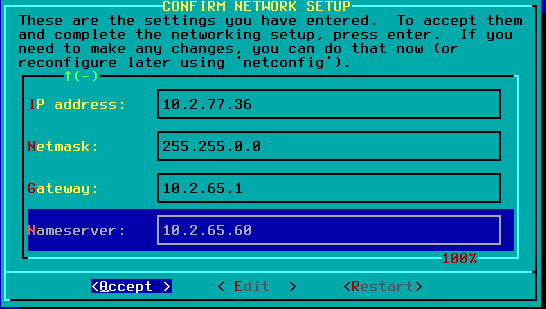 CONFIRM NETWORK SETUP
These are the settings you have entered.  To accept them
and complete the networking setup, press enter.  If you
need to make any changes, you can do that now (or
reconfigure later using 'netconfig').
↑(-)
IP address: 10.2.77.36
Netmask: 255.255.0.0
Gateway: 10.2.65.1
Nameserver: 10.2.65.60
100%
<Accept > < Edit  > <Restart>